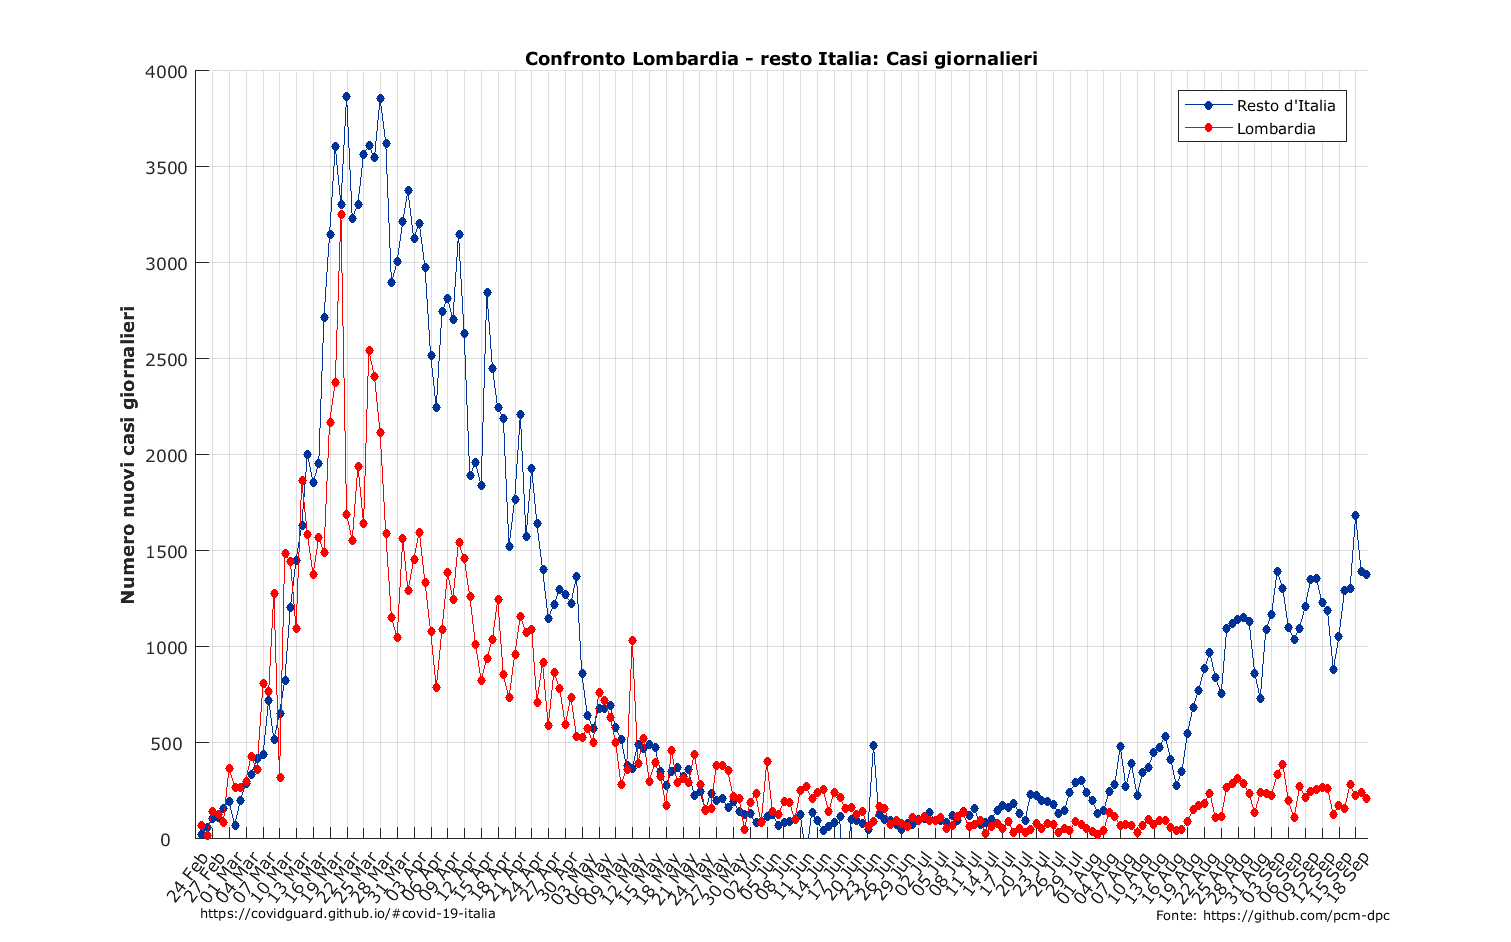 Confronto Lombardia - resto Italia: Casi giornalieri
Numero nuovi casi giornalieri
4000
3500
3000
2500
2000
1500
1000
500
0
Resto d'Italia
Lombardia
24 Feb
27 Feb
01 Mar
04 Mar
07 Mar
10 Mar
13 Mar
16 Mar
19 Mar
22 Mar
25 Mar
28 Mar
31 Mar
03 Apr
06 Apr
09 Apr
12 Apr
15 Apr
18 Apr
21 Apr
24 Apr
27 Apr
30 Apr
03 May
06 May
09 May
12 May
15 May
18 May
21 May
24 May
27 May
30 May
02 Jun
05 Jun
08 Jun
11 Jun
14 Jun
17 Jun
20 Jun
23 Jun
26 Jun
29 Jun
02 Jul
05 Jul
08 Jul
11 Jul
14 Jul
17 Jul
20 Jul
23 Jul
26 Jul
29 Jul
01 Aug
04 Aug
07 Aug
10 Aug
13 Aug
16 Aug
19 Aug
22 Aug
25 Aug
28 Aug
31 Aug
03 Sep
06 Sep
09 Sep
12 Sep
15 Sep
18 Sep
https://covidguard.github.io/#covid-19-italia
Fonte: https://github.com/pcm-dpc